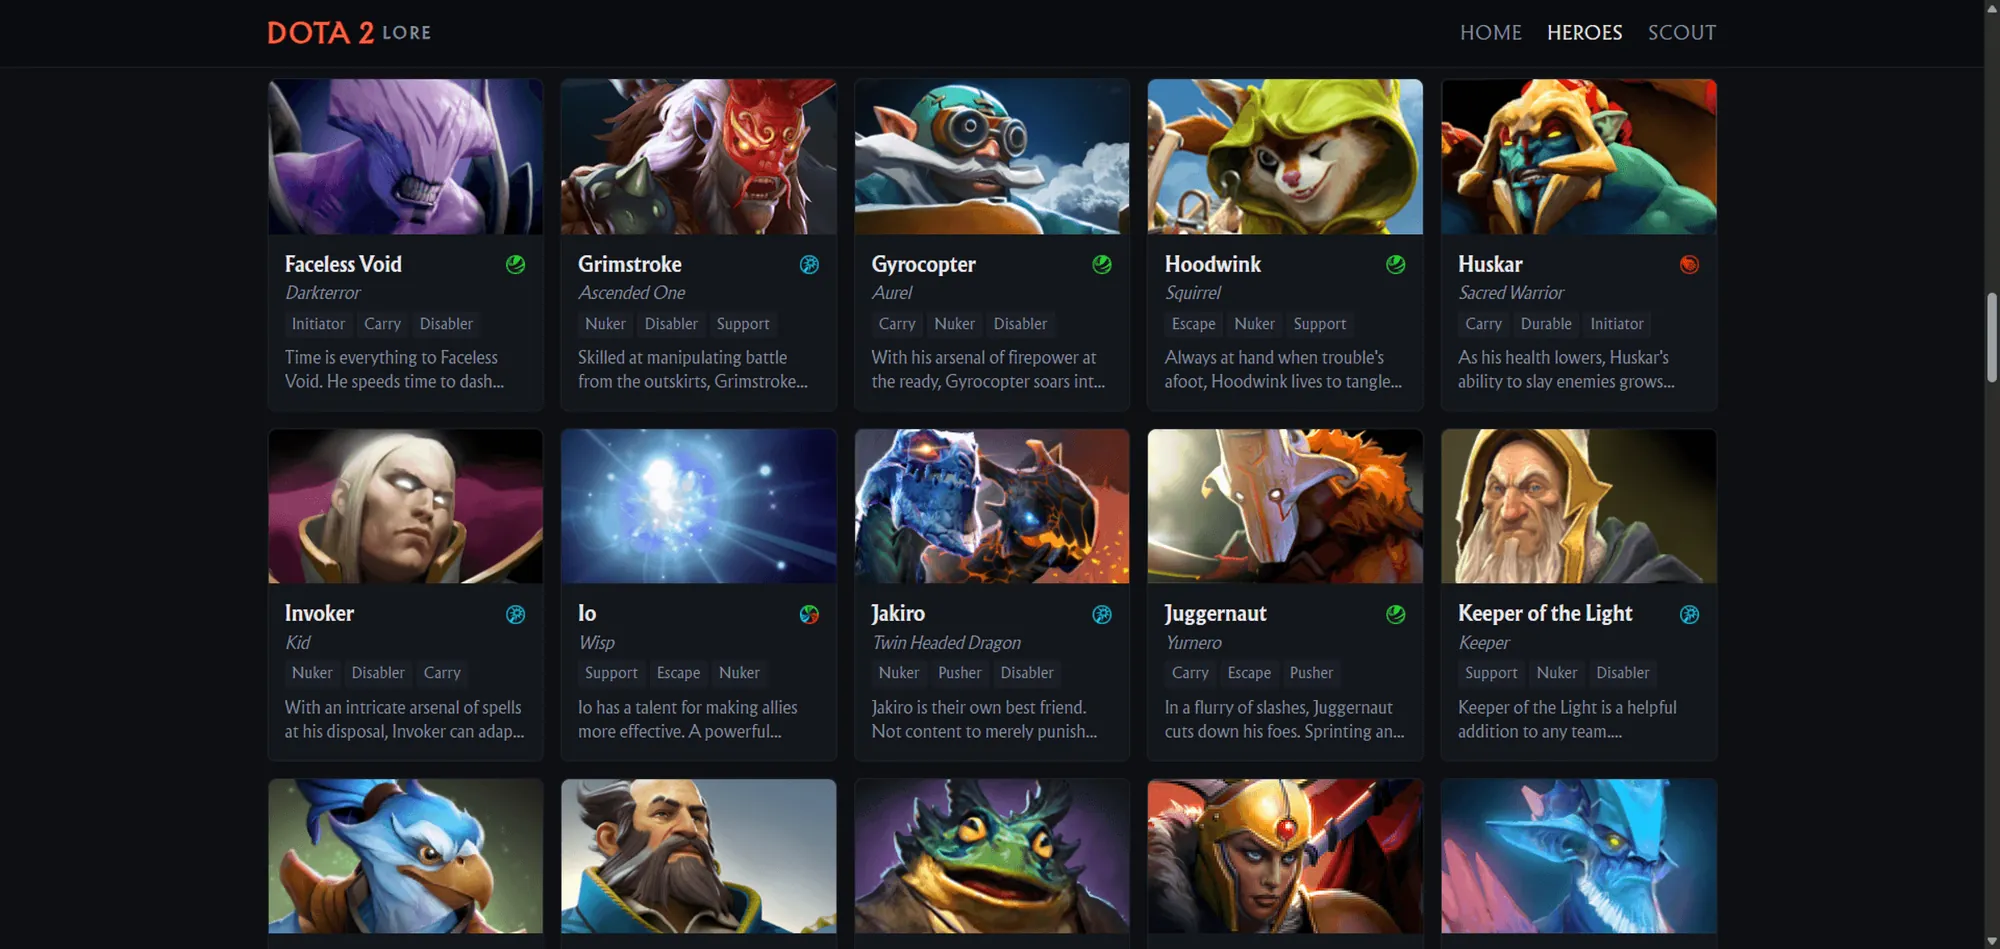 DOTA 2 LORE
HOME HEROES SCOUT
Faceless Void
Darkterror
Initiator Carry Disabler
Time is everything to Faceless
Void. He speeds time to dash...
Grimstroke
Ascended One
Nuker Disabler Support
Skilled at manipulating battle
from the outskirts, Grimstroke...
Gyrocopter
Aurel
Carry Nuker Disabler
With his arsenal of firepower at
the ready, Gyrocopter soars int...
Hoodwink
Squirrel
Escape Nuker Support
Always at hand when trouble's
afoot, Hoodwink lives to tangle...
Huskar
Sacred Warrior
Carry Durable Initiator
As his health lowers, Huskar's
ability to slay enemies grows...
Invoker
Kid
Nuker Disabler Carry
With an intricate arsenal of spells
at his disposal, Invoker can adap...
Io
Wisp
Support Escape Nuker
Io has a talent for making allies
more effective. A powerful...
Jakiro
Twin Headed Dragon
Nuker Pusher Disabler
Jakiro is their own best friend.
Not content to merely punish...
Juggernaut
Yurnero
Carry Escape Pusher
In a flurry of slashes, Juggernaut
cuts down his foes. Sprinting an...
Keeper of the Light
Keeper
Support Nuker Disabler
Keeper of the Light is a helpful
addition to any team....